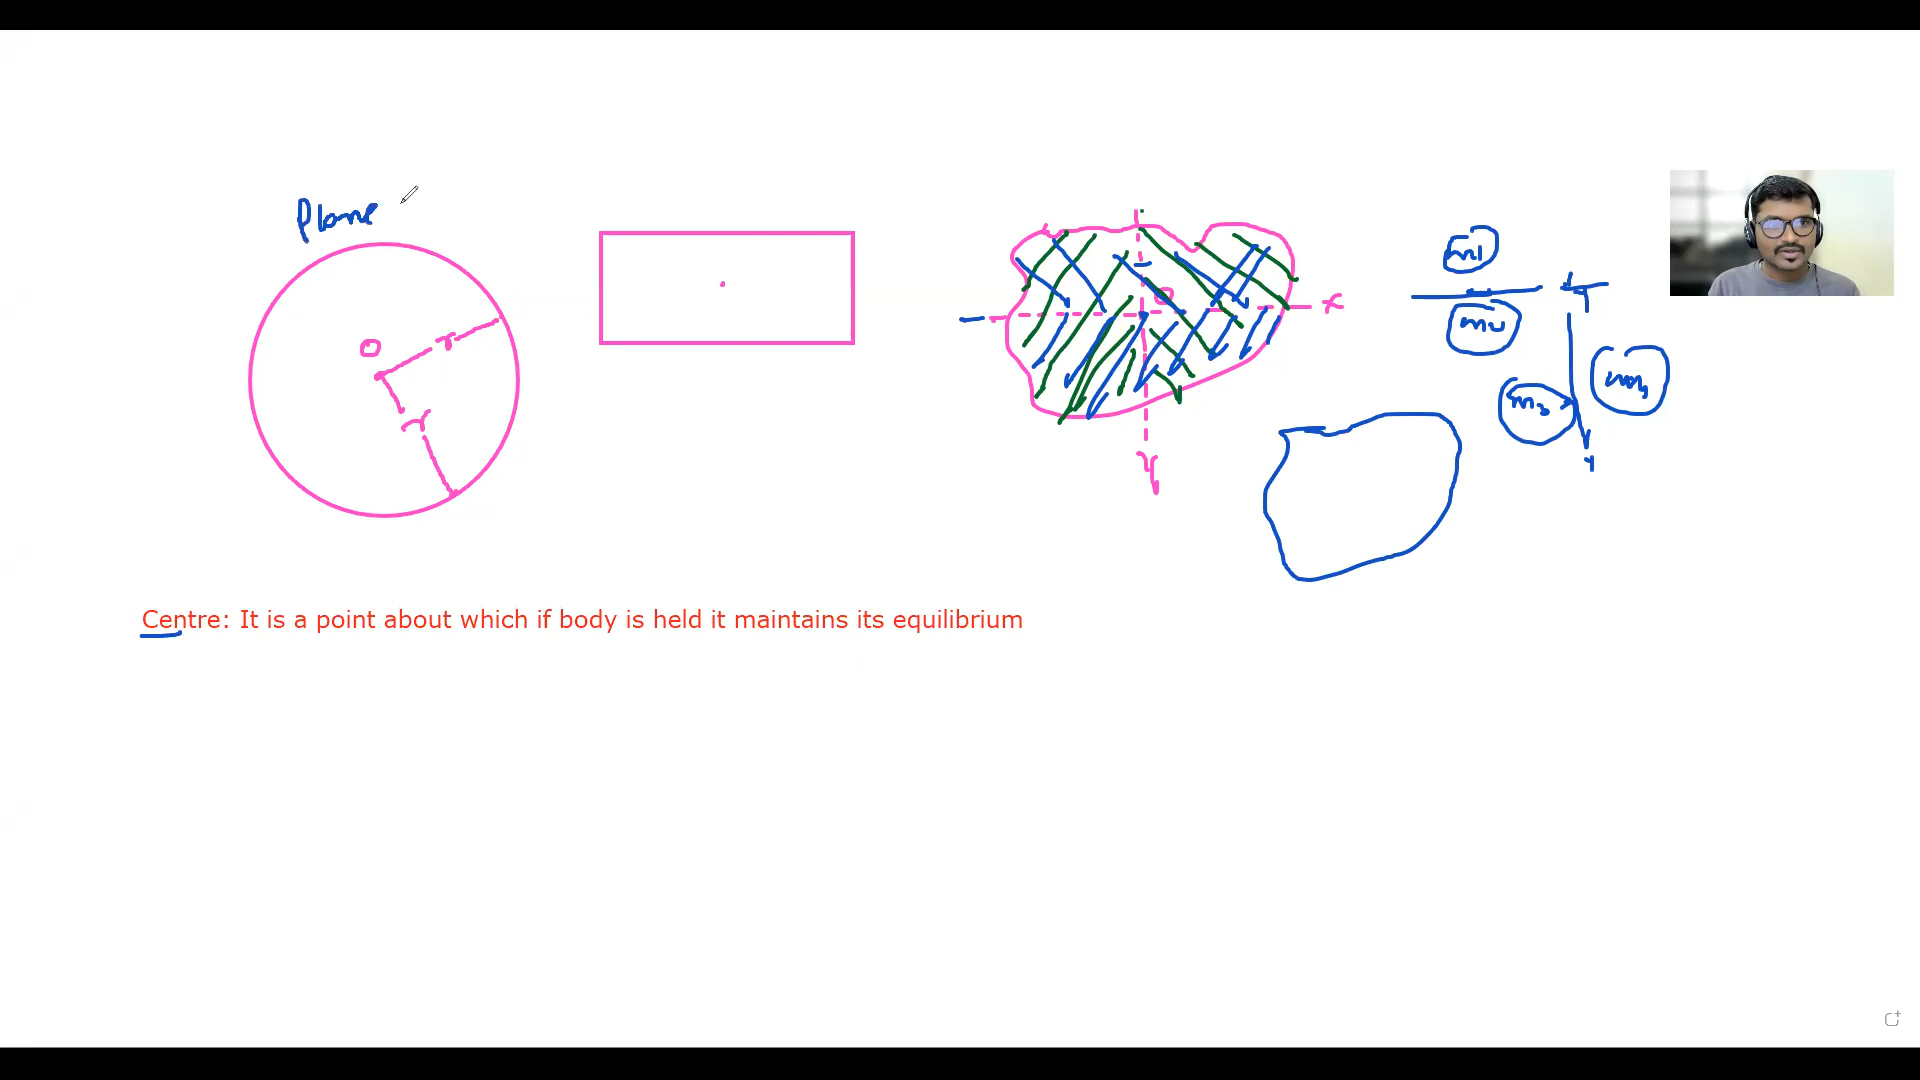 Plane
O
r
r
O
x
y
m1
m2
m3
m4
y
Centre: It is a point about which if body is held it maintains its equilibrium